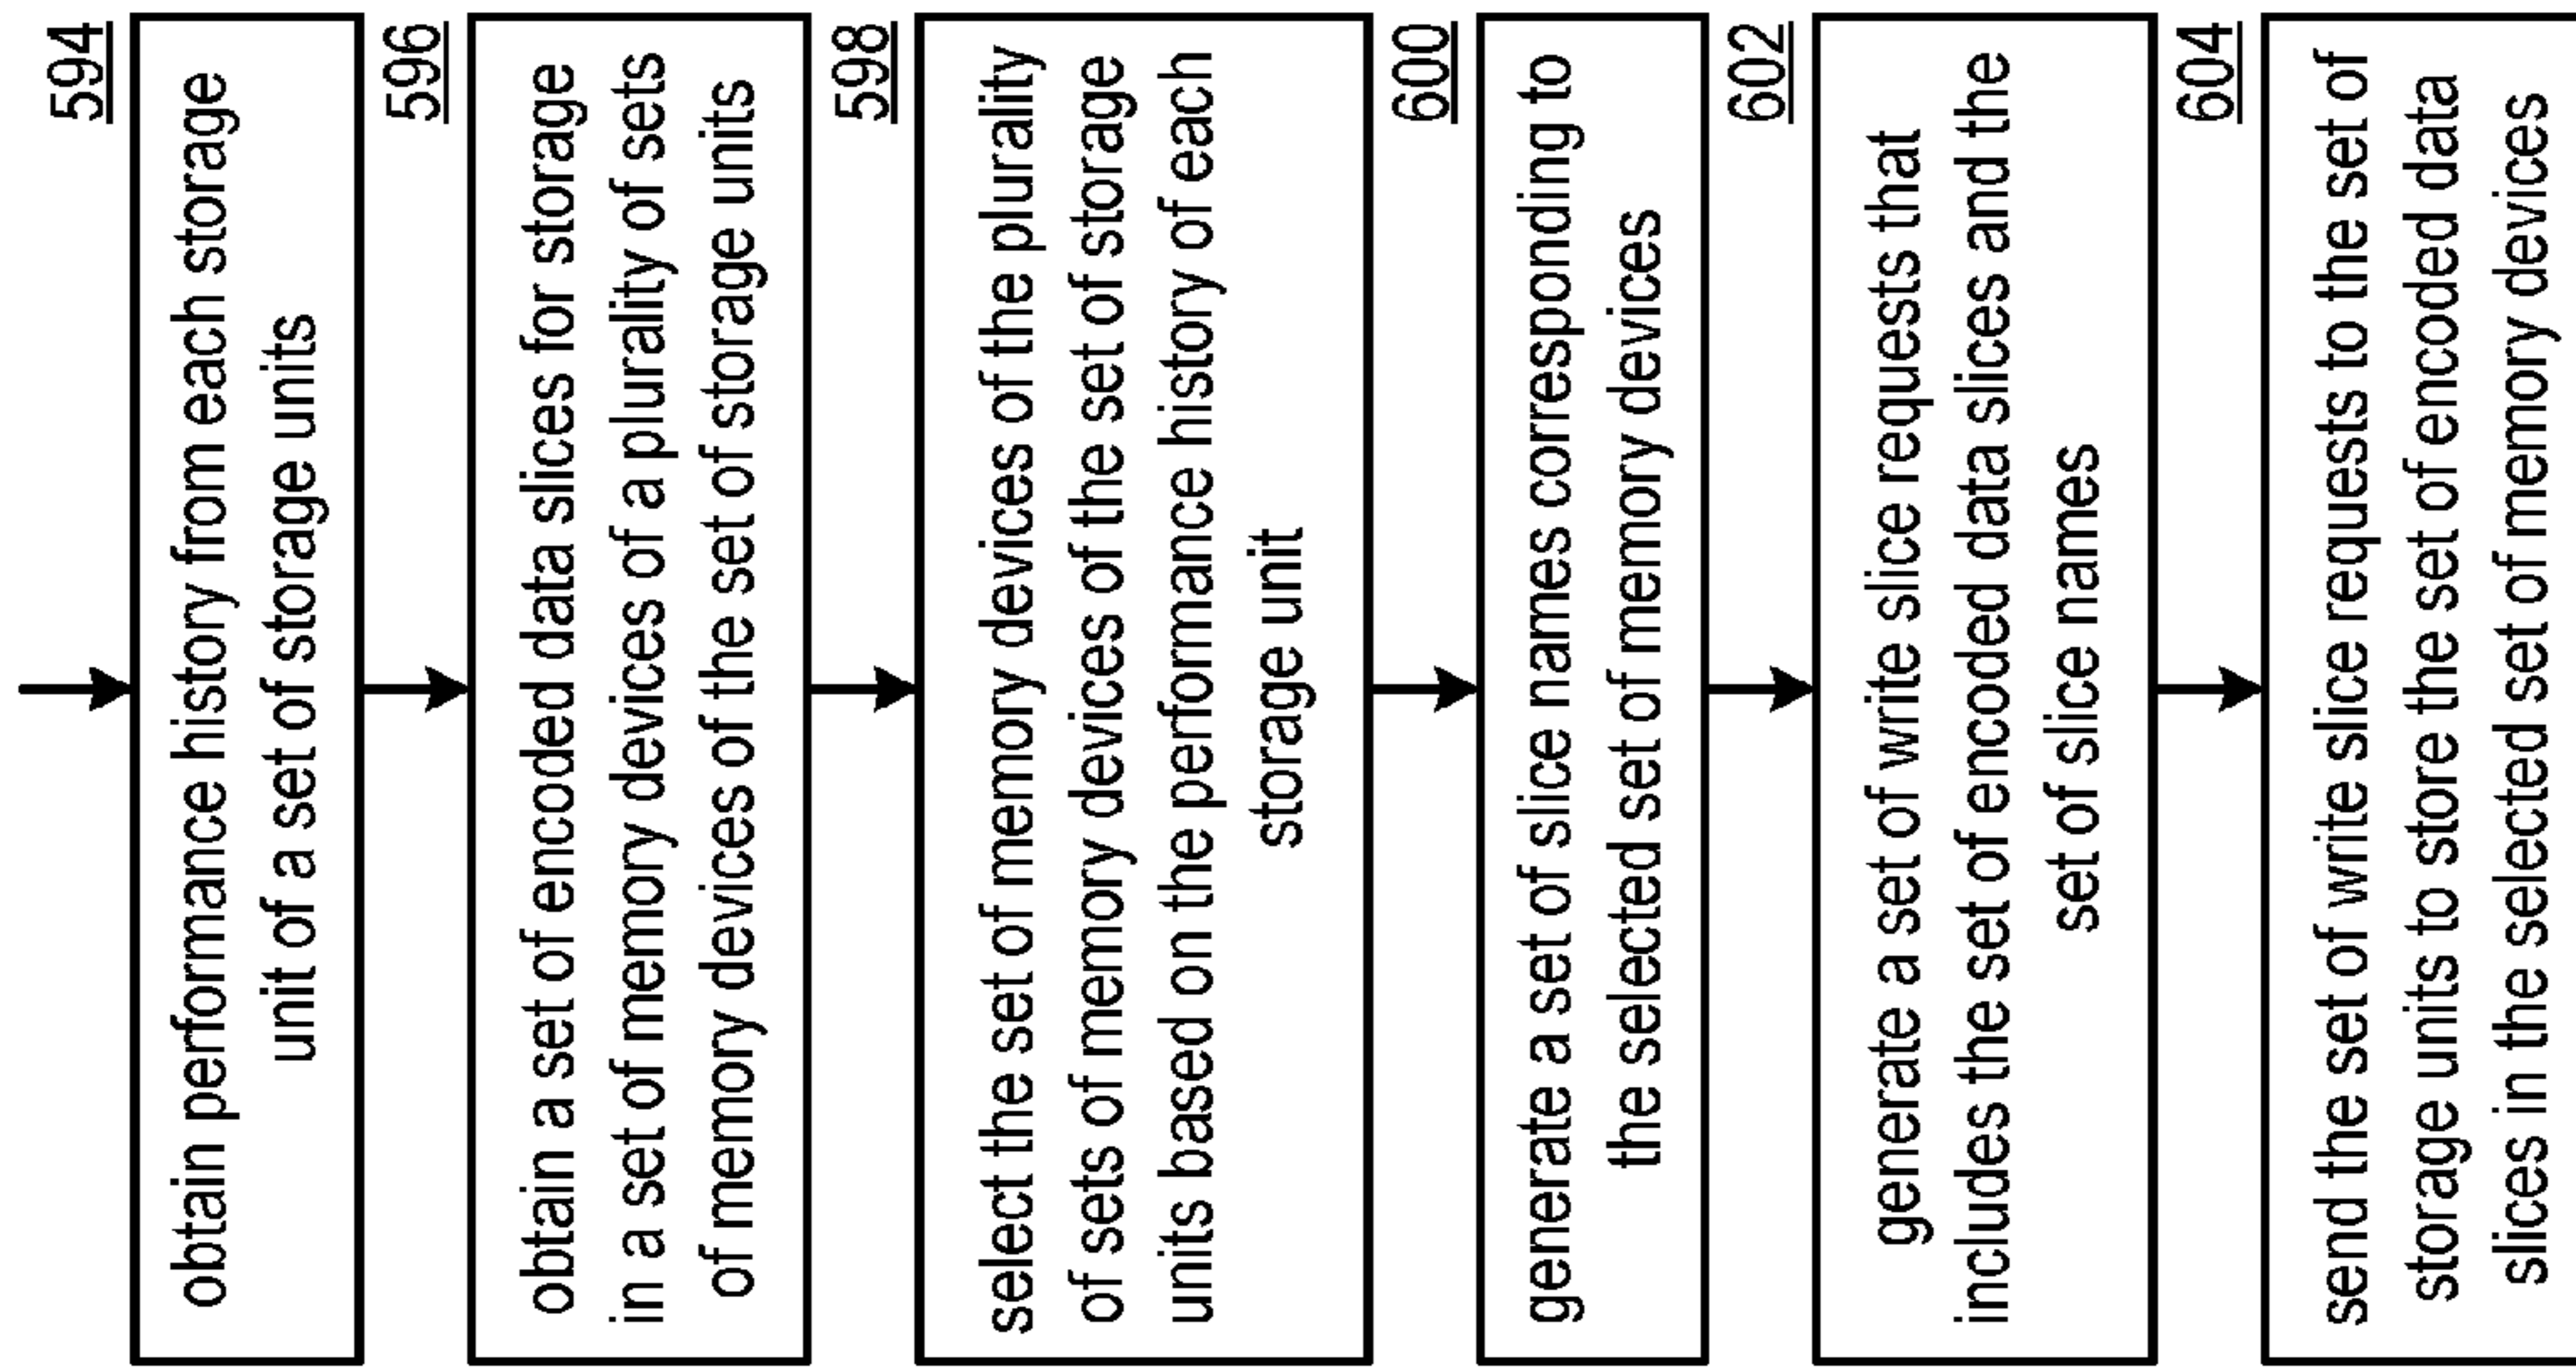 594
obtain performance history from each storage
unit of a set of storage units
596
obtain a set of encoded data slices for storage
in a set of memory devices of a plurality of sets
of memory devices of the set of storage units
598
select the set of memory devices of the plurality
of sets of memory devices of the set of storage
units based on the performance history of each
storage unit
600
generate a set of slice names corresponding to
the selected set of memory devices
602
generate a set of write slice requests that
includes the set of encoded data slices and the
set of slice names
604
send the set of write slice requests to the set of
storage units to store the set of encoded data
slices in the selected set of memory devices